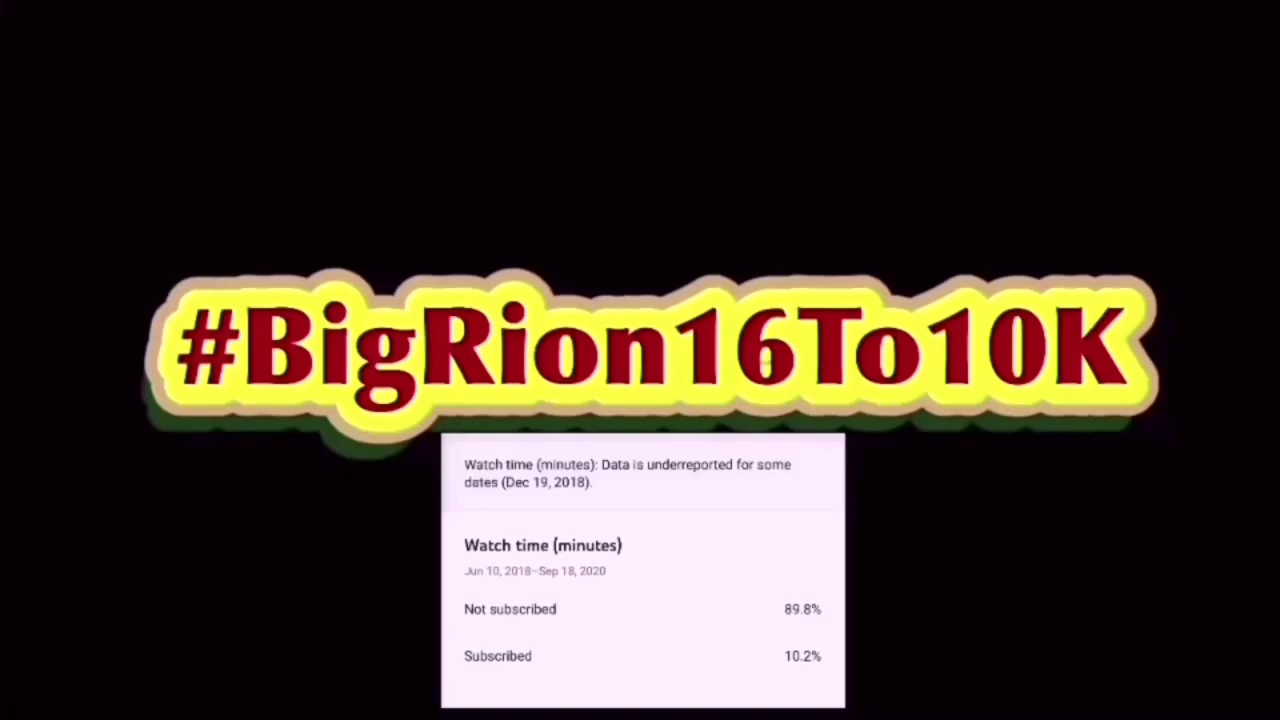 #BigRion16To10K
Watch time (minutes): Data is underreported for some
dates (Dec 19, 2018).
Watch time (minutes)
Jun 10, 2018–Sep 18, 2020
Not subscribed 89.8%
Subscribed 10.2%